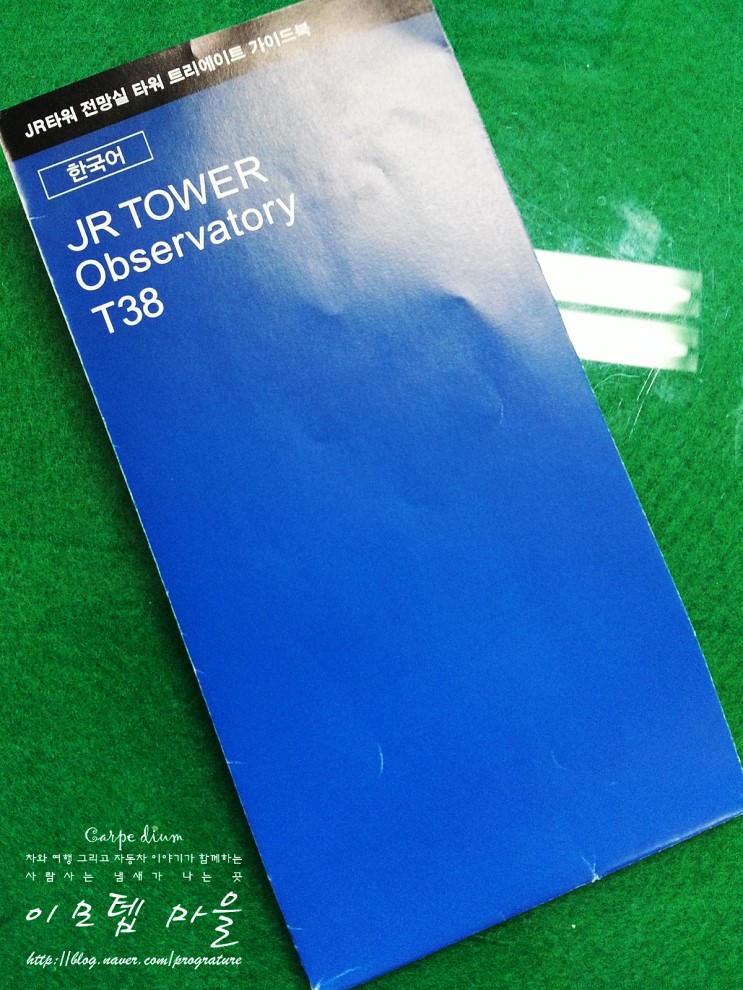 JR타워 전망실 타워 트리에이트 가이드북
한국어
JR TOWER
Observatory
T38
Carpe dium
차와 여행 그리고 자동차 이야기가 함께하는
사람사는 냄새가 나는 곳
이모텝 마을
http://blog.naver.com/prograture